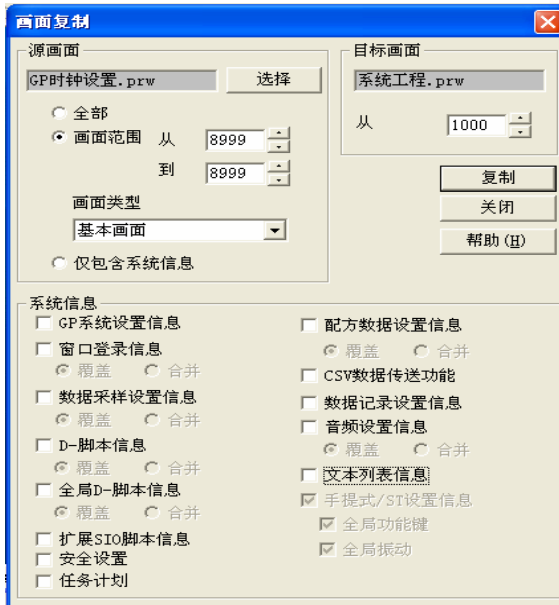 画面复制
源画面
GP时钟设置.prw 选择
全部
画面范围 从 8999
到 8999
画面类型
基本画面
仅包含系统信息
目标画面
系统工程.prw
从 1000
复制
关闭
帮助(H)
系统信息
GP系统设置信息
窗口登录信息
覆盖 合并
数据采样设置信息
覆盖 合并
D-脚本信息
覆盖 合并
全局D-脚本信息
覆盖 合并
扩展SIO脚本信息
安全设置
任务计划
配方数据设置信息
覆盖 合并
CSV数据传送功能
数据记录设置信息
音频设置信息
覆盖 合并
文本列表信息
手提式/ST设置信息
全局功能键
全局振动